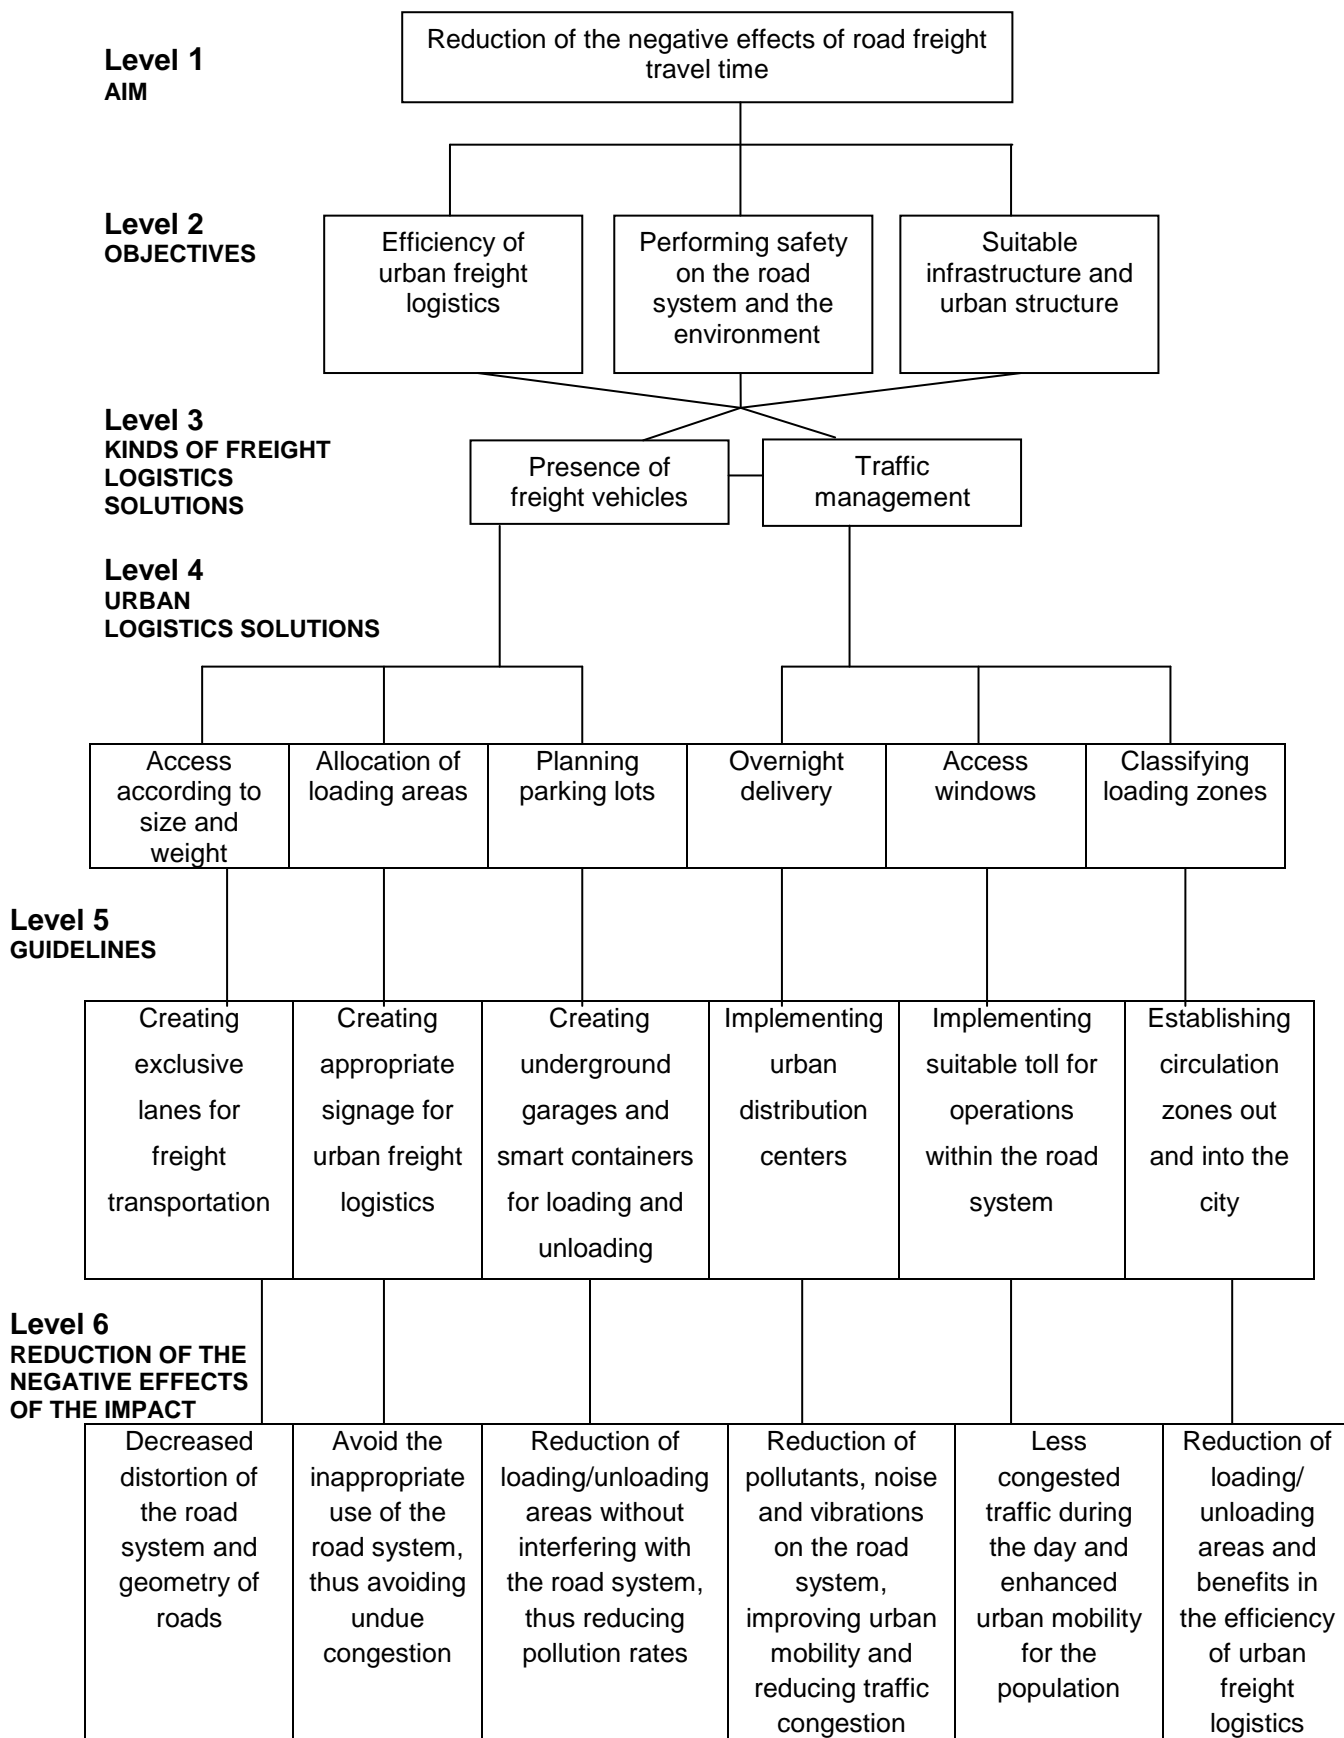 Level 1
AIM
Reduction of the negative effects of road freight
travel time
Level 2
OBJECTIVES
Efficiency of
urban freight
logistics
Performing safety
on the road
system and the
environment
Suitable
infrastructure and
urban structure
Level 3
KINDS OF FREIGHT
LOGISTICS
SOLUTIONS
Presence of
freight vehicles
Traffic
management
Level 4
URBAN
LOGISTICS SOLUTIONS
Access
according to
size and
weight
Allocation of
loading areas
Planning
parking lots
Overnight
delivery
Access
windows
Classifying
loading zones
Level 5
GUIDELINES
Creating
exclusive
lanes for
freight
transportation
Creating
appropriate
signage for
urban freight
logistics
Creating
underground
garages and
smart containers
for loading and
unloading
Implementing
urban
distribution
centers
Implementing
suitable toll for
operations
within the road
system
Establishing
circulation
zones out
and into the
city
Level 6
REDUCTION OF THE
NEGATIVE EFFECTS
OF THE IMPACT
Decreased
distortion of
the road
system and
geometry of
roads
Avoid the
inappropriate
use of the
road system,
thus avoiding
undue
congestion
Reduction of
loading/unloading
areas without
interfering with
the road system,
thus reducing
pollution rates
Reduction of
pollutants, noise
and vibrations
on the road
system,
improving urban
mobility and
reducing traffic
congestion
Less
congested
traffic during
the day and
enhanced
urban mobility
for the
population
Reduction of
loading/
unloading
areas and
benefits in
the efficiency
of urban
freight
logistics